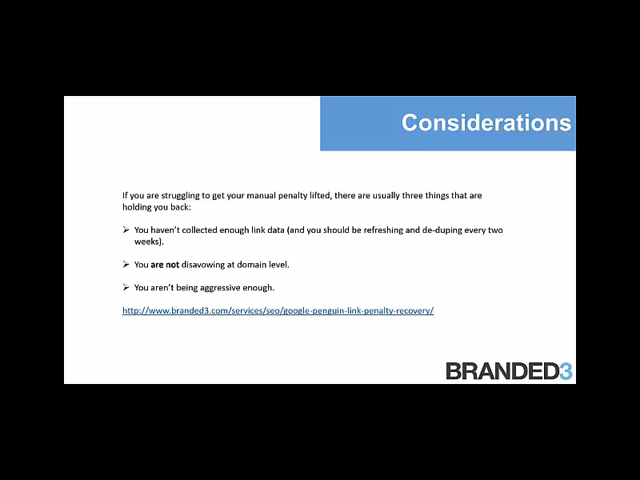 Considerations
If you are struggling to get your manual penalty lifted, there are usually three things that are
holding you back:
➢ You haven't collected enough link data (and you should be refreshing and de-duping every two
weeks).
➢ You are not disavowing at domain level.
➢ You aren't being aggressive enough.
http://www.branded3.com/services/seo/google-penguin-link-penalty-recovery/
BRANDED3